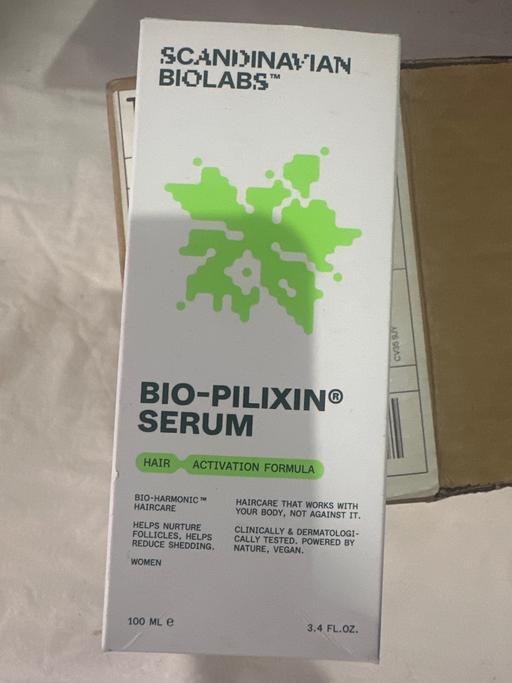 SCANDINAVIAN
BIOLABS™
BIO-PILIXIN®
SERUM
HAIR ACTIVATION FORMULA
BIO-HARMONIC™
HAIRCARE
HELPS NURTURE
FOLLICLES, HELPS
REDUCE SHEDDING.
WOMEN
HAIRCARE THAT WORKS WITH
YOUR BODY, NOT AGAINST IT.
CLINICALLY & DERMATOLOGI-
CALLY TESTED. POWERED BY
NATURE, VEGAN.
100 ML ℮
3.4 FL.OZ.